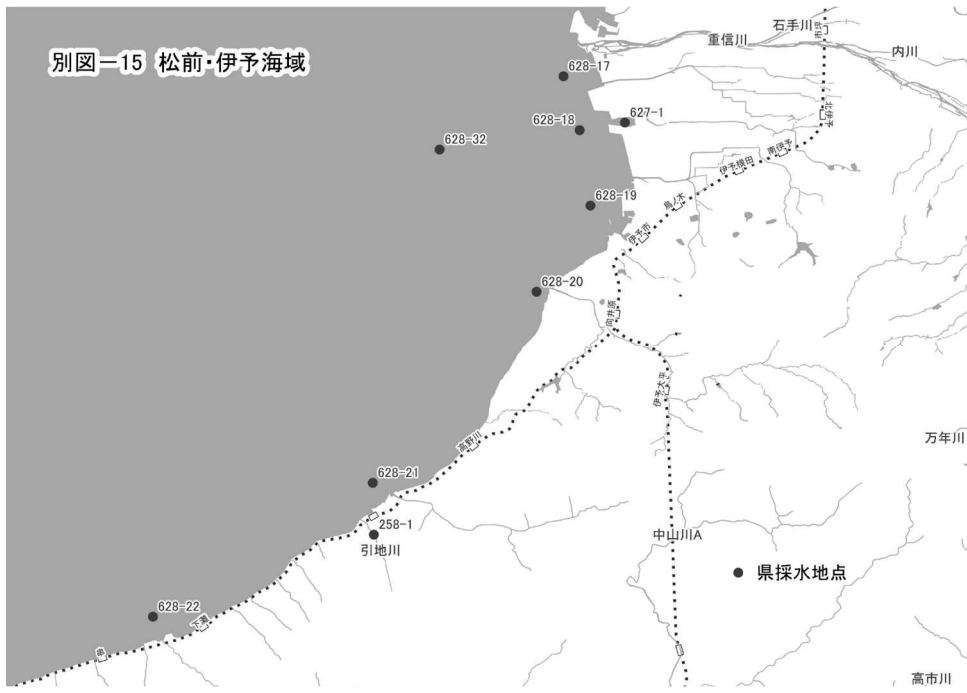 別図－15 松前・伊予海域
石手川
重信川
内川
市坪
628-17
628-18
627-1
北伊予
628-32
南伊予
伊予横田
628-19
鳥ノ木
伊予市
628-20
向井原
伊予大平
高野川
万年川
628-21
258-1
引地川
中山川A
県採水地点
628-22
下灘
串
高市川